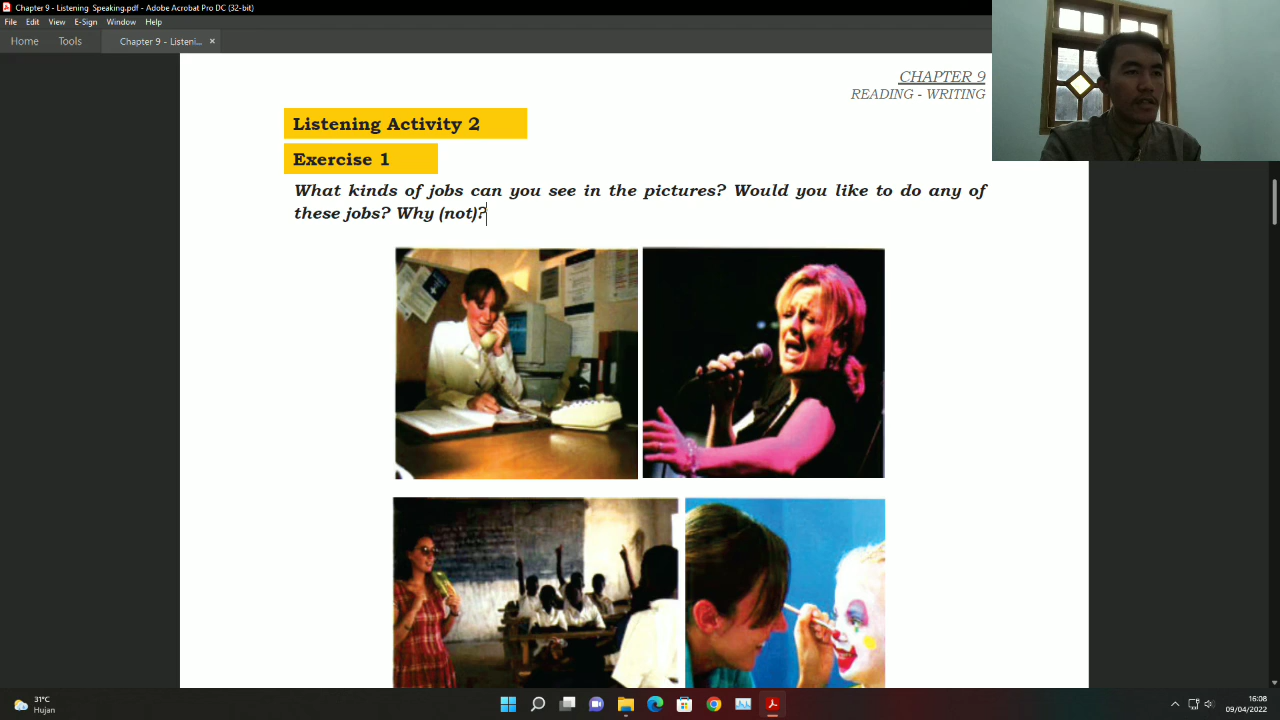 Chapter 9 - Listening Speaking.pdf - Adobe Acrobat Pro DC (32-bit)
File Edit View E-Sign Window Help
Home Tools Chapter 9 - Listeni... ×
CHAPTER 9
READING - WRITING
Listening Activity 2
Exercise 1
What kinds of jobs can you see in the pictures? Would you like to do any of
these jobs? Why (not)?
31°C
Hujan
16:08
09/04/2022